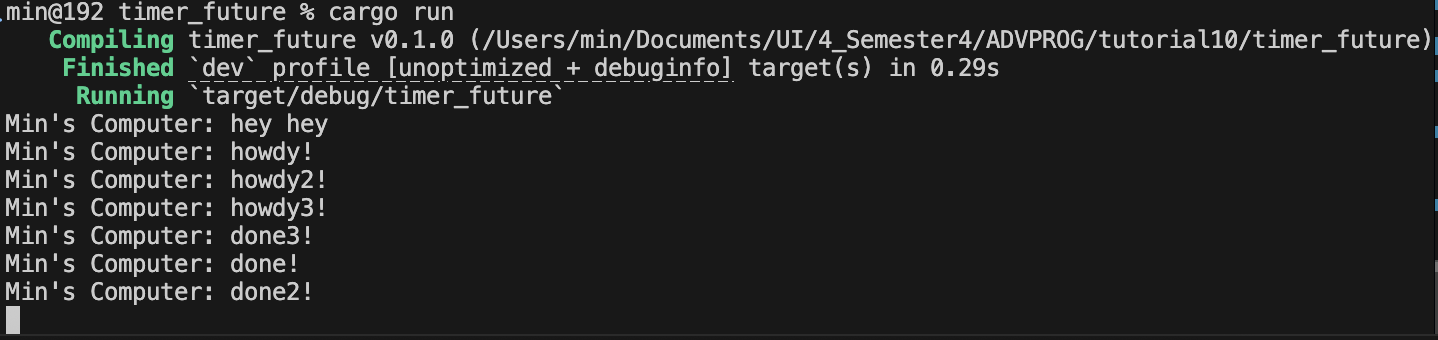 min@192 timer_future % cargo run
Compiling timer_future v0.1.0 (/Users/min/Documents/UI/4_Semester4/ADVPROG/tutorial10/timer_future)
Finished `dev` profile [unoptimized + debuginfo] target(s) in 0.29s
Running `target/debug/timer_future`
Min's Computer: hey hey
Min's Computer: howdy!
Min's Computer: howdy2!
Min's Computer: howdy3!
Min's Computer: done3!
Min's Computer: done!
Min's Computer: done2!